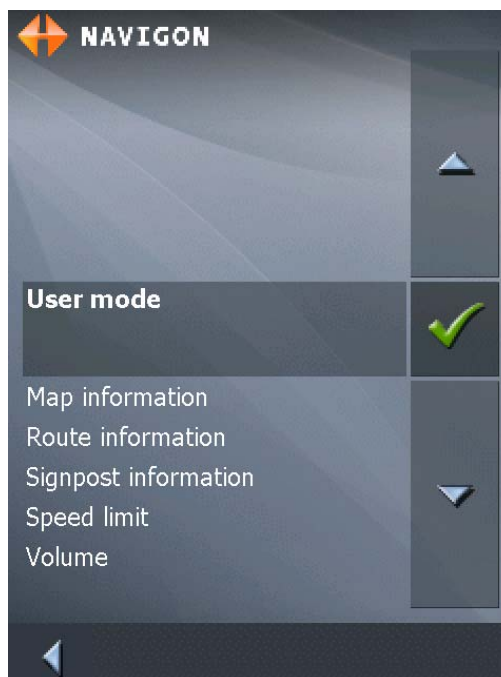 NAVIGON
User mode
Map information
Route information
Signpost information
Speed limit
Volume